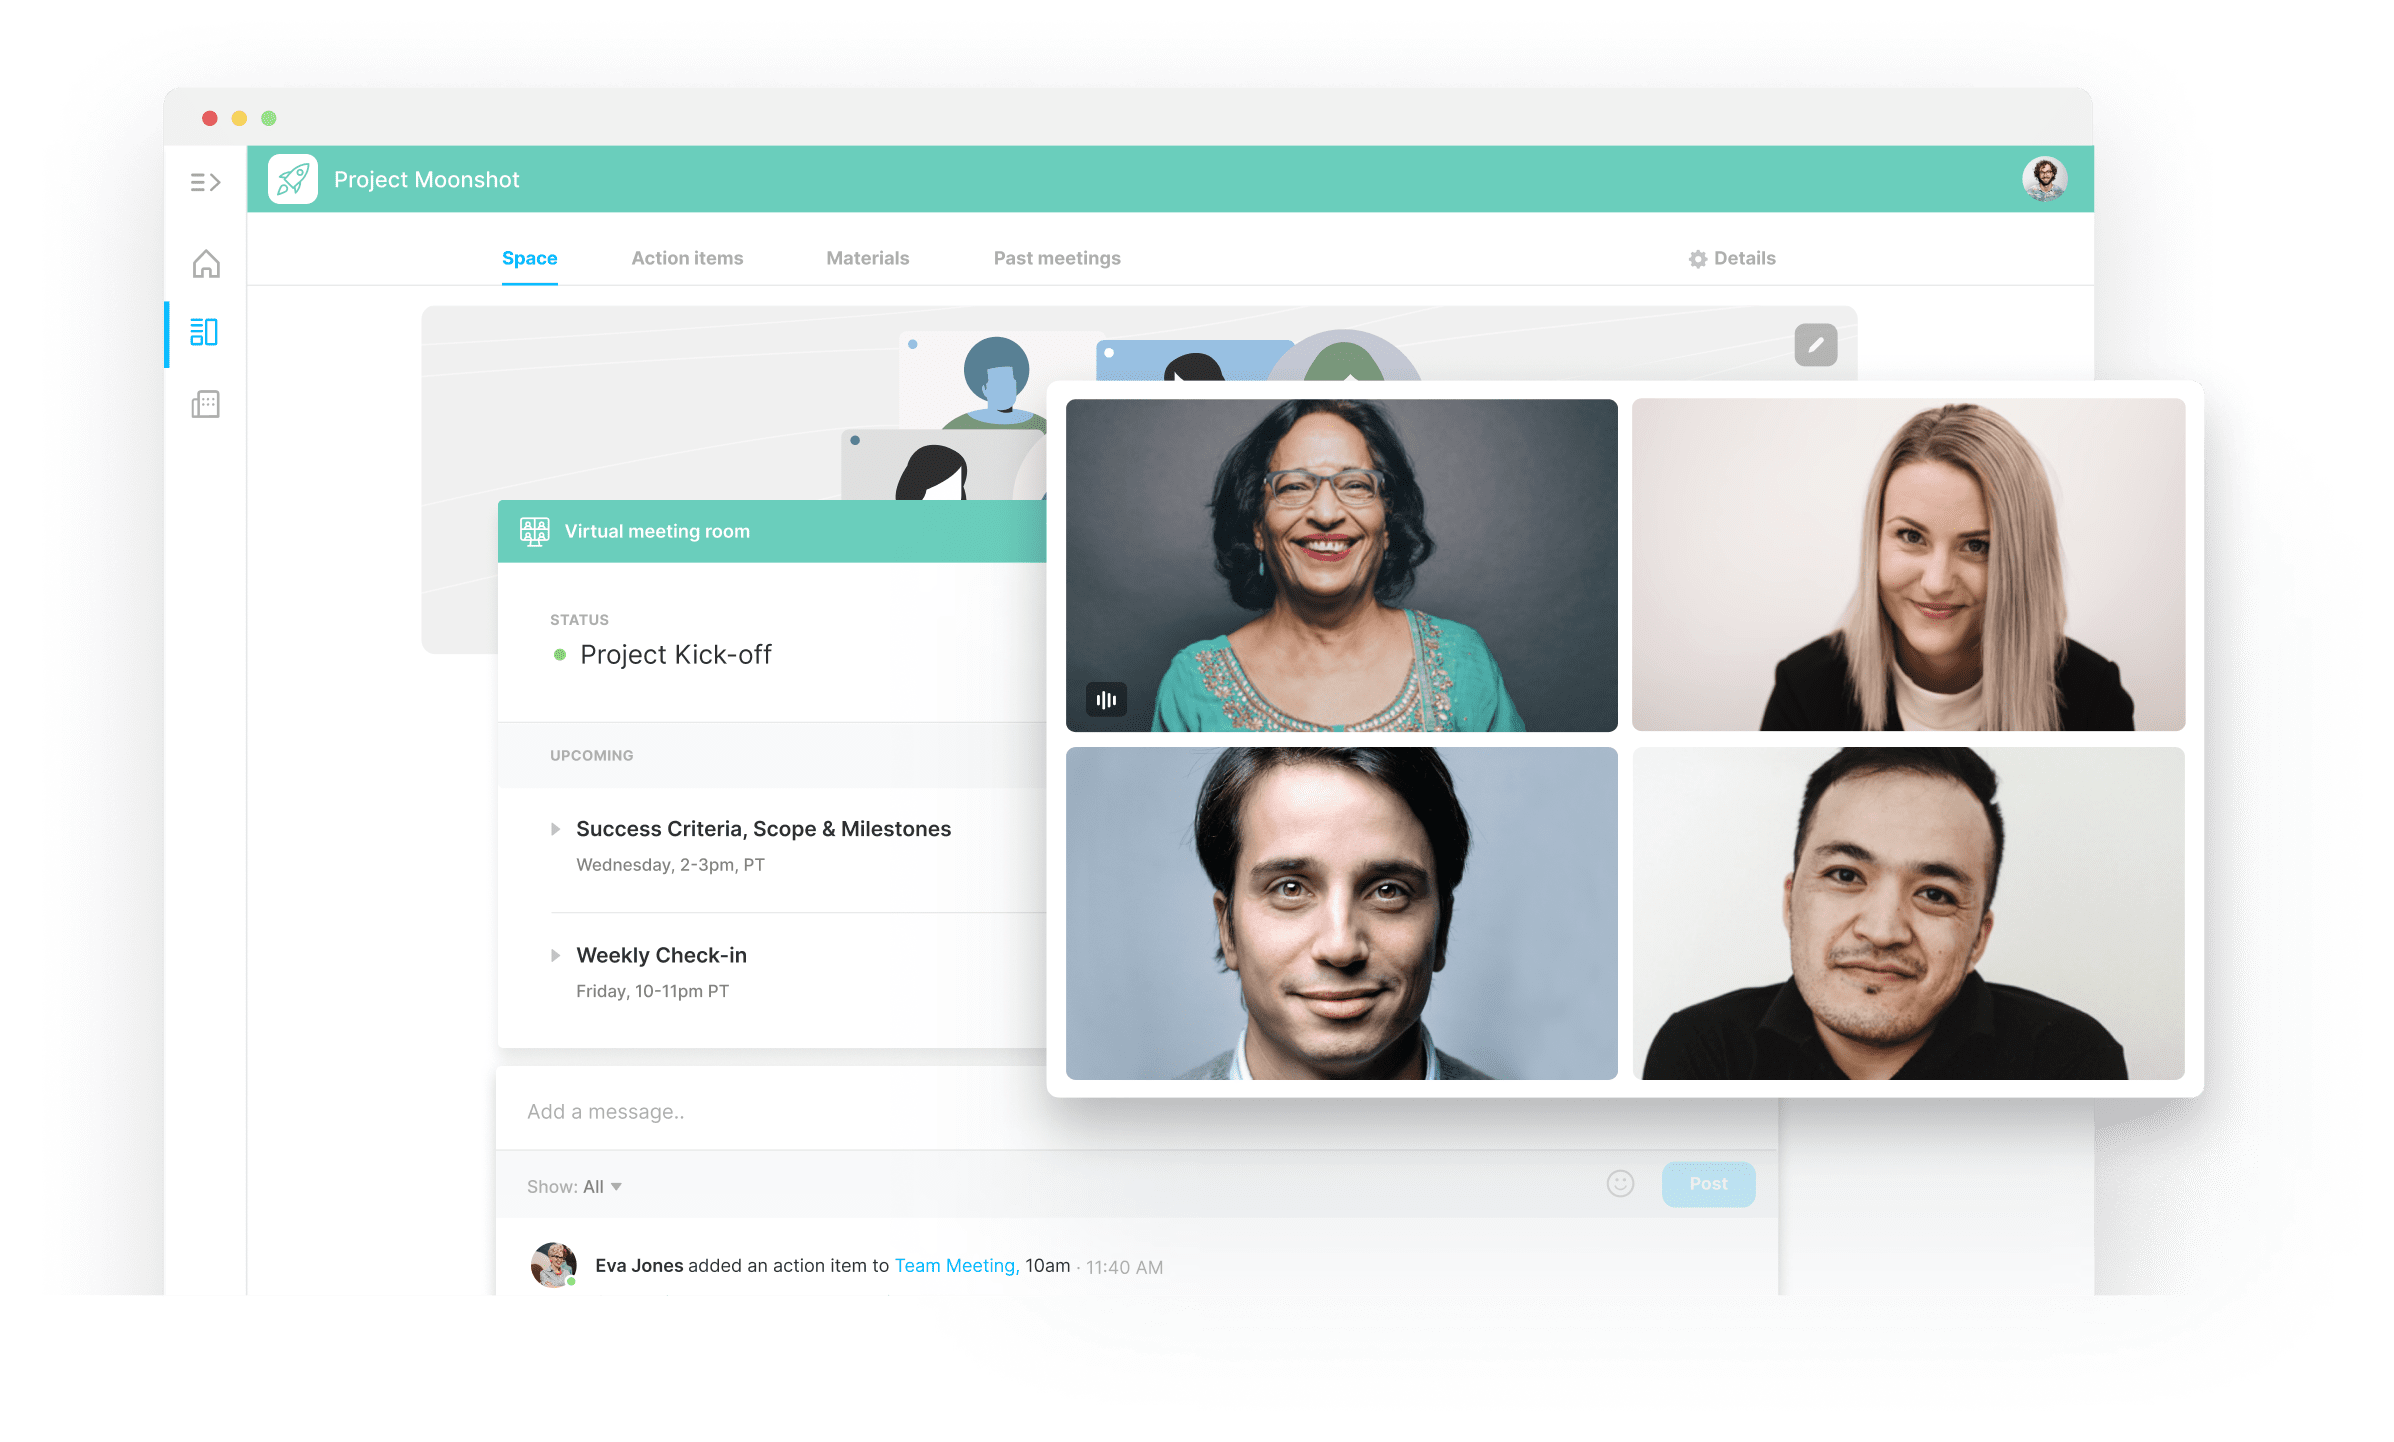 Project Moonshot
Space
Action items
Materials
Past meetings
Details
Virtual meeting room
STATUS
Project Kick-off
UPCOMING
Success Criteria, Scope & Milestones
Wednesday, 2-3pm, PT
Weekly Check-in
Friday, 10-11pm PT
Add a message..
Show: All
Post
Eva Jones added an action item to Team Meeting, 10am · 11:40 AM